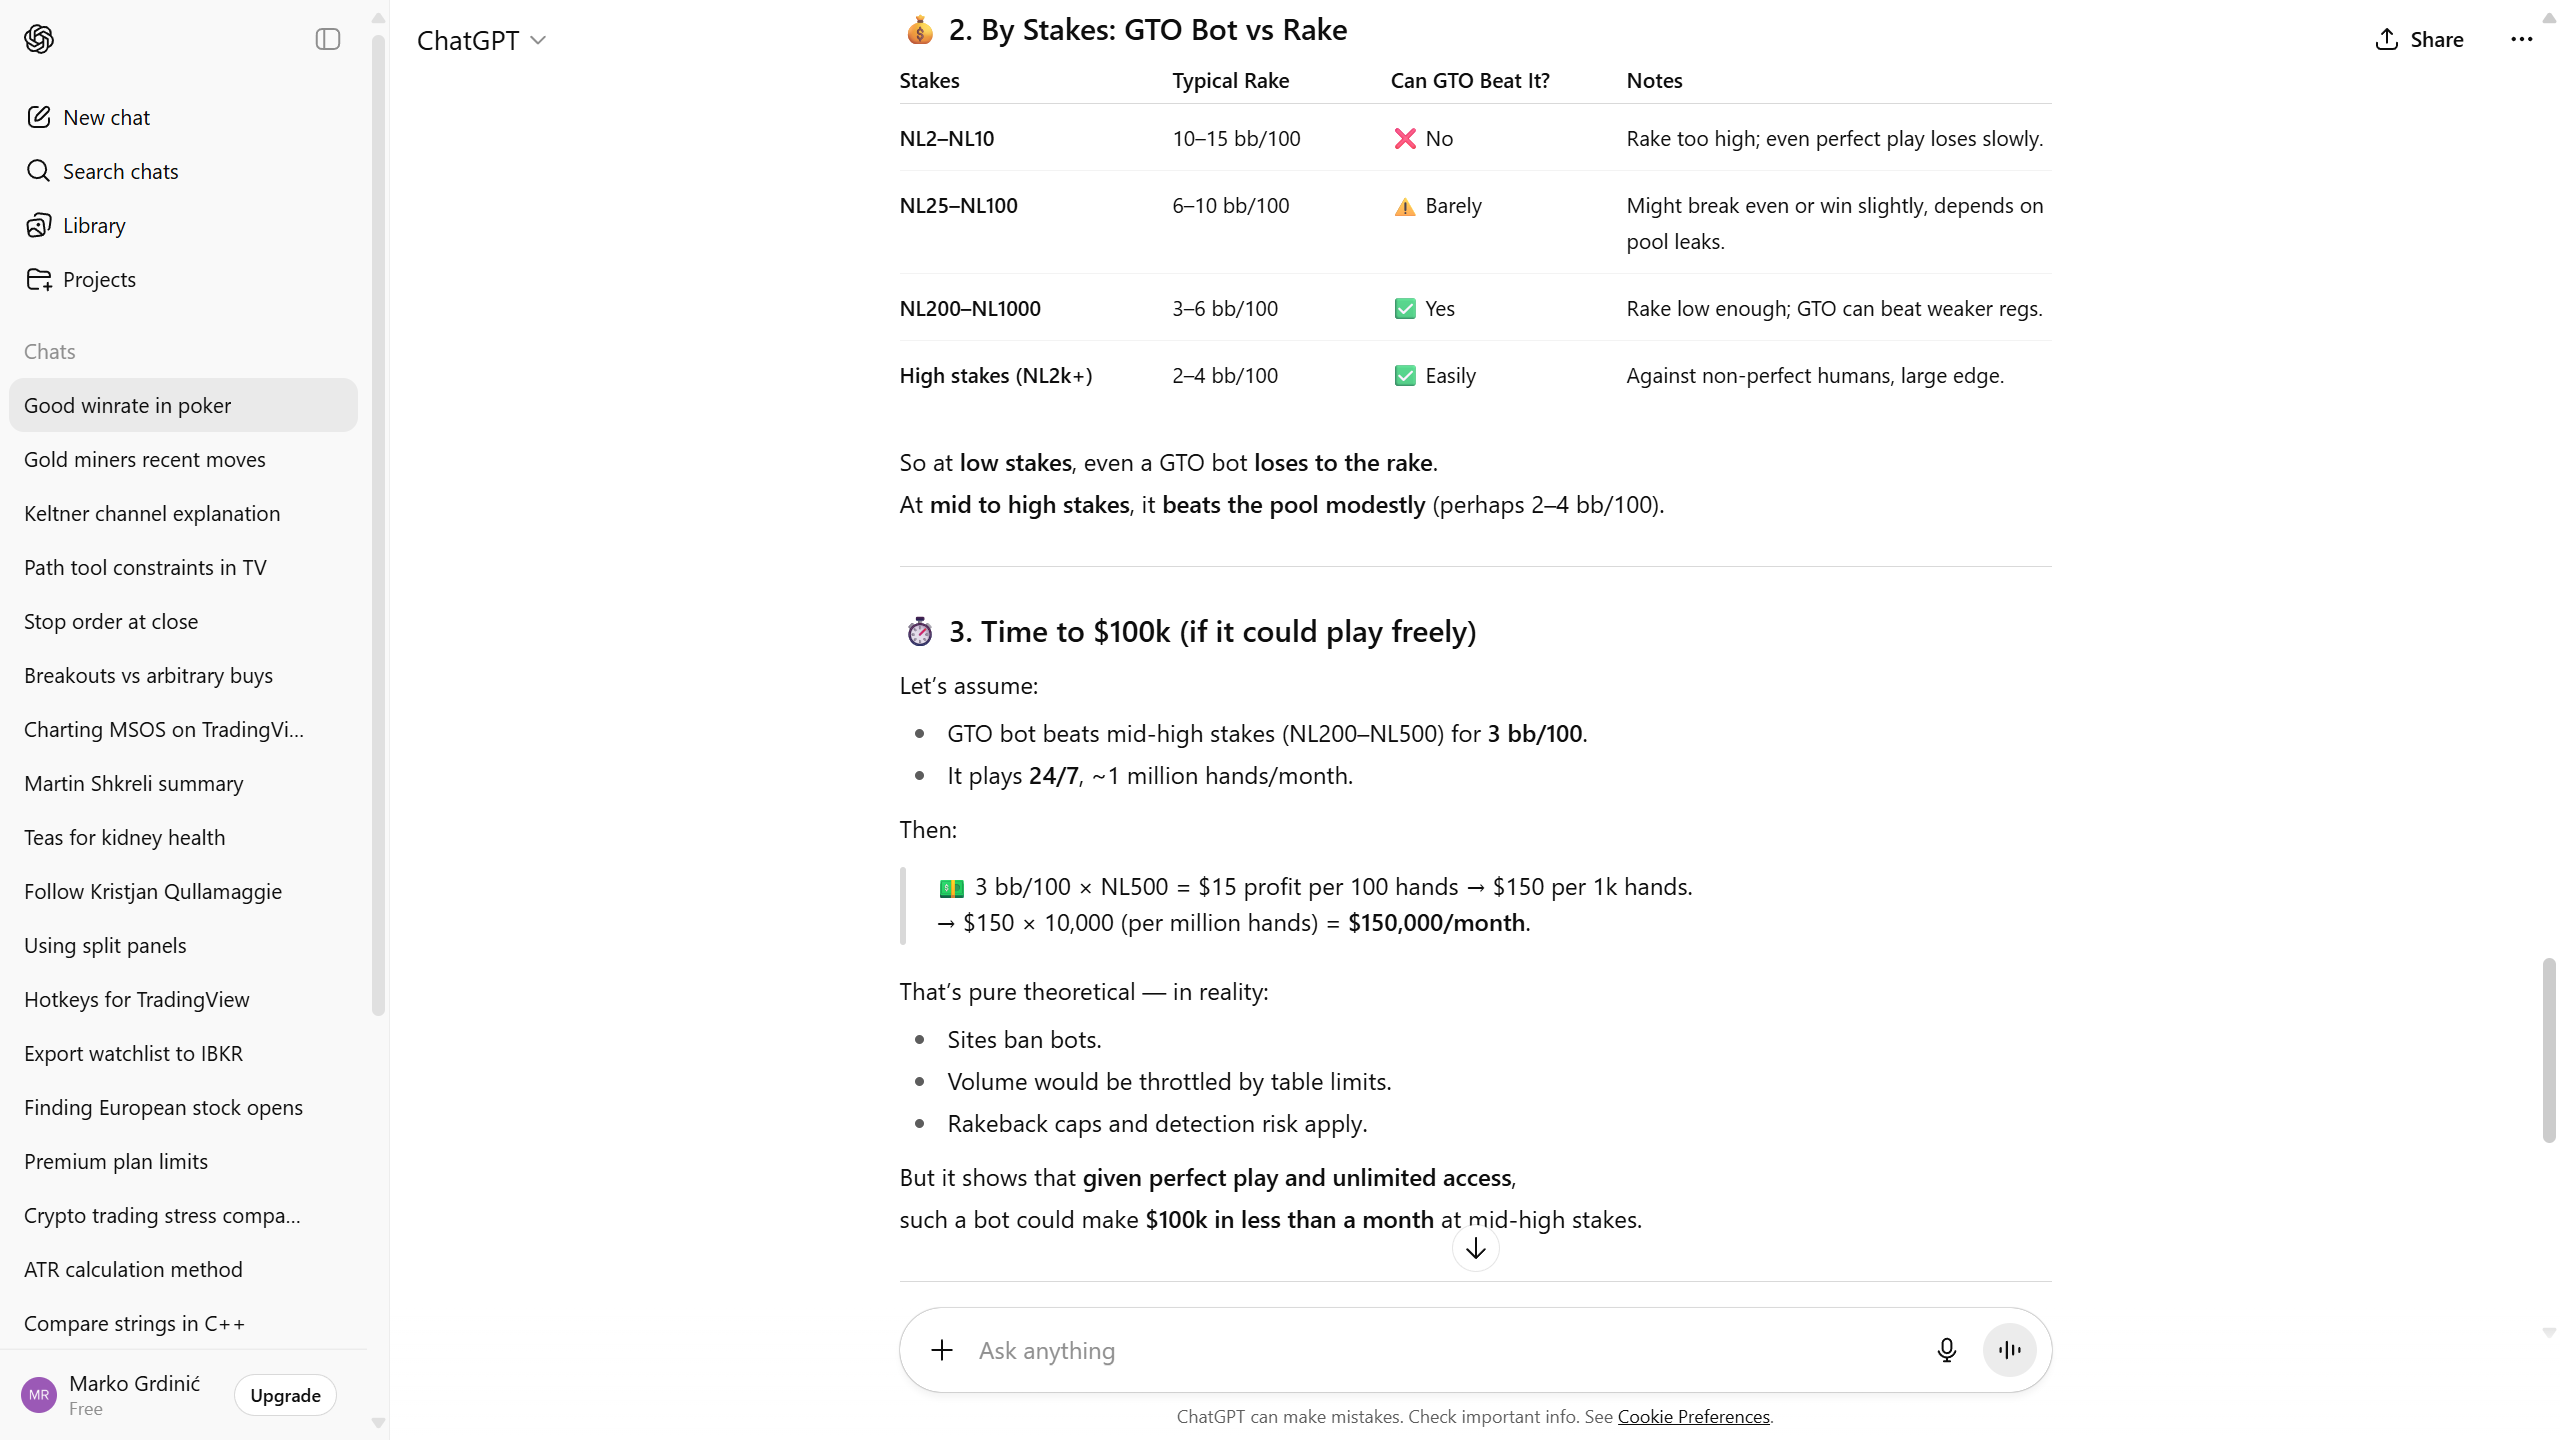 ChatGPT
Share
New chat
Search chats
Library
Projects
Chats
Good winrate in poker
Gold miners recent moves
Keltner channel explanation
Path tool constraints in TV
Stop order at close
Breakouts vs arbitrary buys
Charting MSOS on TradingVi...
Martin Shkreli summary
Teas for kidney health
Follow Kristjan Qullamaggie
Using split panels
Hotkeys for TradingView
Export watchlist to IBKR
Finding European stock opens
Premium plan limits
Crypto trading stress compa...
ATR calculation method
Compare strings in C++
MR
Marko Grdinić
Free
Upgrade
💰 2. By Stakes: GTO Bot vs Rake
Stakes Typical Rake Can GTO Beat It? Notes
NL2–NL10 10–15 bb/100 ❌ No Rake too high; even perfect play loses slowly.
NL25–NL100 6–10 bb/100 ⚠️ Barely Might break even or win slightly, depends on
pool leaks.
NL200–NL1000 3–6 bb/100 ✅ Yes Rake low enough; GTO can beat weaker regs.
High stakes (NL2k+) 2–4 bb/100 ✅ Easily Against non-perfect humans, large edge.
So at low stakes, even a GTO bot loses to the rake.
At mid to high stakes, it beats the pool modestly (perhaps 2–4 bb/100).
⏱️ 3. Time to $100k (if it could play freely)
Let’s assume:
• GTO bot beats mid-high stakes (NL200–NL500) for 3 bb/100.
• It plays 24/7, ~1 million hands/month.
Then:
💵 3 bb/100 × NL500 = $15 profit per 100 hands → $150 per 1k hands.
→ $150 × 10,000 (per million hands) = $150,000/month.
That’s pure theoretical — in reality:
• Sites ban bots.
• Volume would be throttled by table limits.
• Rakeback caps and detection risk apply.
But it shows that given perfect play and unlimited access,
such a bot could make $100k in less than a month at mid-high stakes.
Ask anything
ChatGPT can make mistakes. Check important info. See Cookie Preferences.